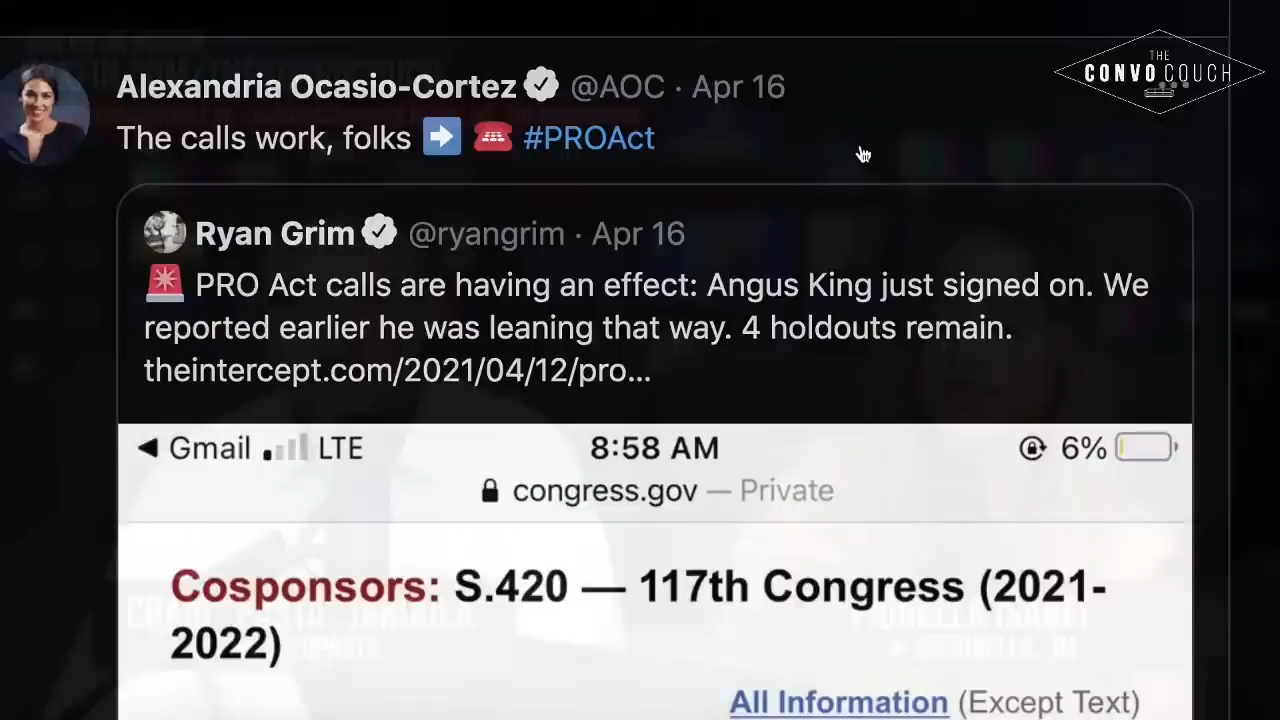 THE
CONVO COUCH
Alexandria Ocasio-Cortez @AOC · Apr 16
The calls work, folks ➡️ ☎️ #PROAct
Ryan Grim @ryangrim · Apr 16
🚨 PRO Act calls are having an effect: Angus King just signed on. We
reported earlier he was leaning that way. 4 holdouts remain.
theintercept.com/2021/04/12/pro...
Gmail LTE 8:58 AM 6%
congress.gov — Private
Cosponsors: S.420 — 117th Congress (2021-
2022)
All Information (Except Text)